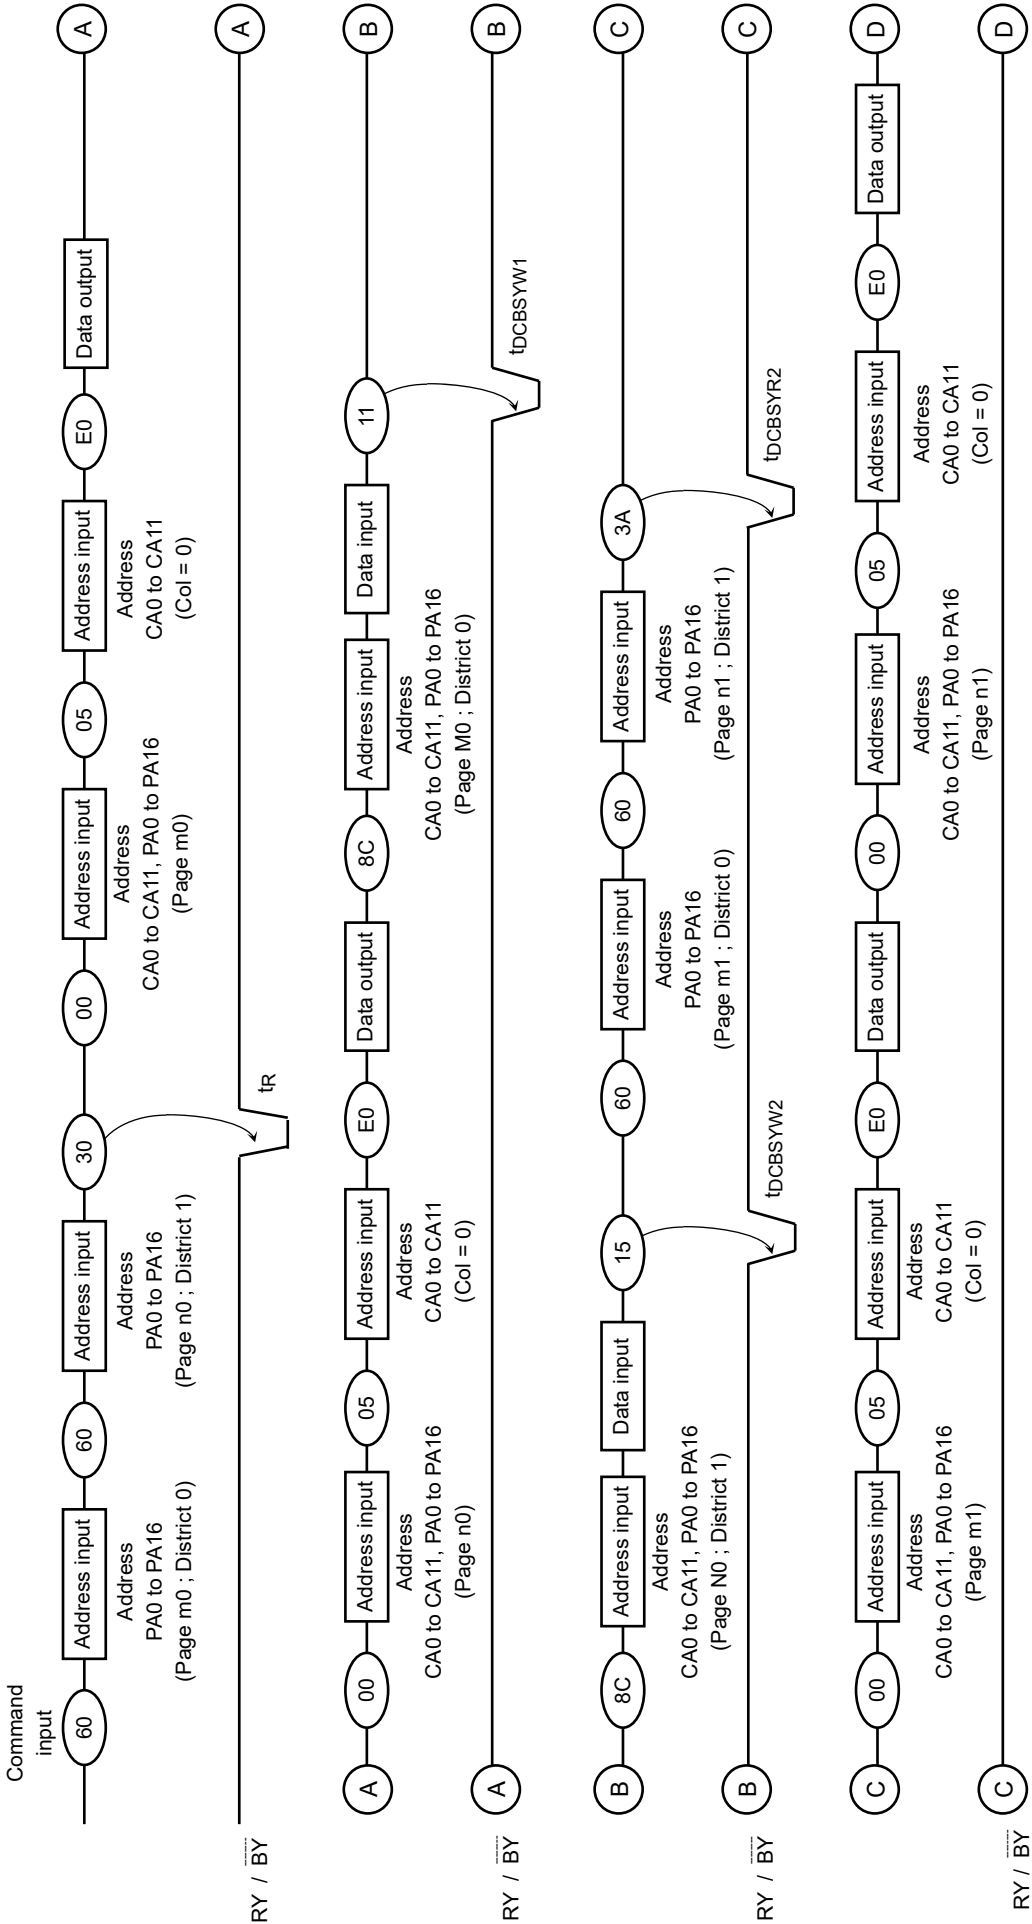 Command
input
60
Address input
60
Address input
30
00
Address input
05
Address input
E0
Data output
A
Address
PA0 to PA16
(Page m0 ; District 0)
Address
PA0 to PA16
(Page n0 ; District 1)
Address
CA0 to CA11, PA0 to PA16
(Page m0)
Address
CA0 to CA11
(Col = 0)
RY / BY
tR
A
A
00
Address input
05
Address input
E0
Data output
8C
Address input
Data input
11
B
Address
CA0 to CA11, PA0 to PA16
(Page n0)
Address
CA0 to CA11
(Col = 0)
Address
CA0 to CA11, PA0 to PA16
(Page M0 ; District 0)
RY / BY
A
tDCBSYW1
B
B
8C
Address input
Data input
15
60
Address input
60
Address input
3A
C
Address
CA0 to CA11, PA0 to PA16
(Page N0 ; District 1)
Address
PA0 to PA16
(Page m1 ; District 0)
Address
PA0 to PA16
(Page n1 ; District 1)
RY / BY
B
tDCBSYW2
tDCBSYR2
C
C
00
Address input
05
Address input
E0
Data output
00
Address input
05
Address input
E0
Data output
D
Address
CA0 to CA11, PA0 to PA16
(Page m1)
Address
CA0 to CA11
(Col = 0)
Address
CA0 to CA11, PA0 to PA16
(Page n1)
Address
CA0 to CA11
(Col = 0)
RY / BY
C
D